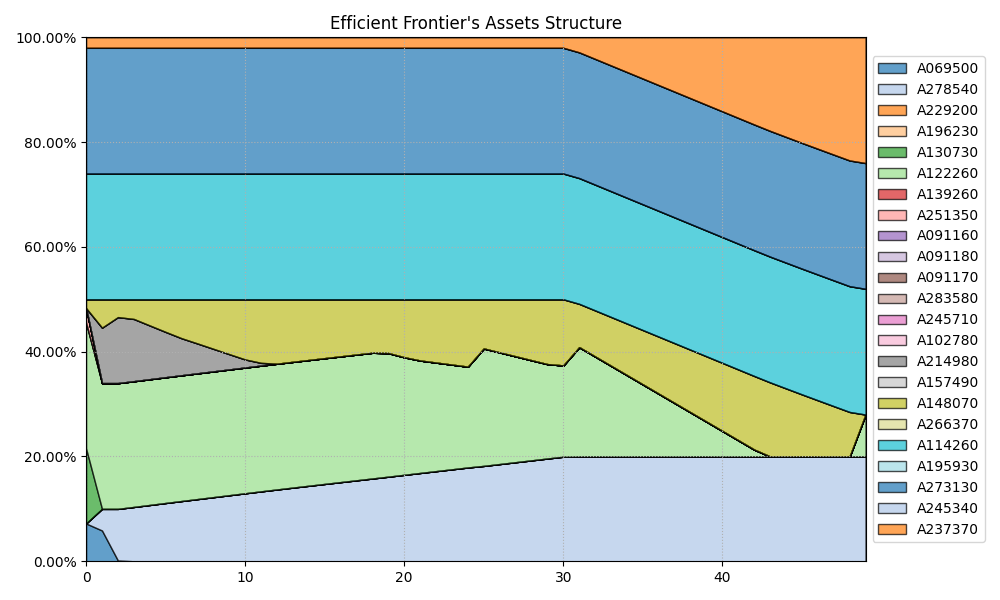 Efficient Frontier's Assets Structure
100.00%
80.00%
60.00%
40.00%
20.00%
0.00%
0
10
20
30
40
A069500
A278540
A229200
A196230
A130730
A122260
A139260
A251350
A091160
A091180
A091170
A283580
A245710
A102780
A214980
A157490
A148070
A266370
A114260
A195930
A273130
A245340
A237370